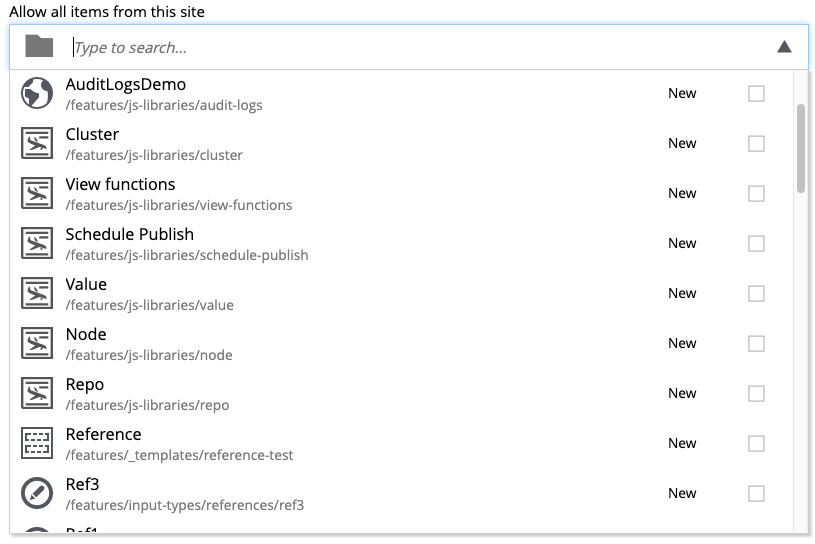 Allow all items from this site
Type to search...
AuditLogsDemo
/features/js-libraries/audit-logs
New
Cluster
/features/js-libraries/cluster
New
View functions
/features/js-libraries/view-functions
New
Schedule Publish
/features/js-libraries/schedule-publish
New
Value
/features/js-libraries/value
New
Node
/features/js-libraries/node
New
Repo
/features/js-libraries/repo
New
Reference
/features/_templates/reference-test
New
Ref3
/features/input-types/references/ref3
New
Ref1